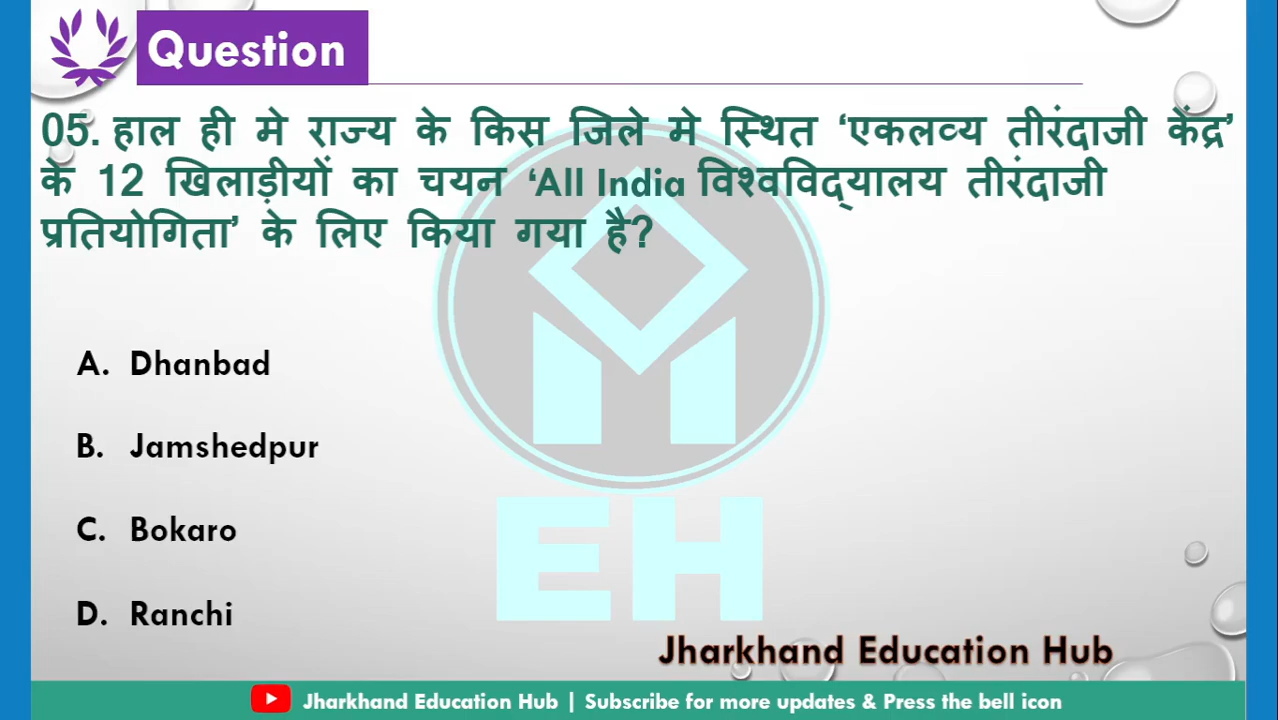 Question
05. हाल ही मे राज्य के किस जिले मे स्थित ‘एकलव्य तीरंदाजी केंद्र’
के 12 खिलाड़ीयों का चयन ‘All India विश्वविद्यालय तीरंदाजी
प्रतियोगिता’ के लिए किया गया है?
A. Dhanbad
B. Jamshedpur
C. Bokaro
D. Ranchi
EH
Jharkhand Education Hub
Jharkhand Education Hub | Subscribe for more updates & Press the bell icon